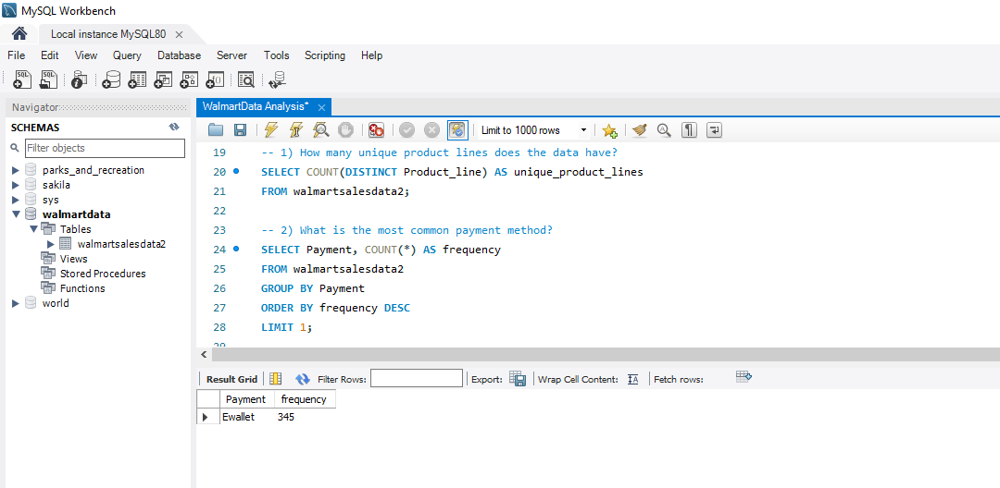 MySQL Workbench
Local instance MySQL80
File Edit View Query Database Server Tools Scripting Help
Navigator
SCHEMAS
Filter objects
parks_and_recreation
sakila
sys
walmartdata
Tables
walmartsalesdata2
Views
Stored Procedures
Functions
world
WalmartData Analysis*
Limit to 1000 rows
19 -- 1) How many unique product lines does the data have?
20 SELECT COUNT(DISTINCT Product_line) AS unique_product_lines
21 FROM walmartsalesdata2;
22
23 -- 2) What is the most common payment method?
24 SELECT Payment, COUNT(*) AS frequency
25 FROM walmartsalesdata2
26 GROUP BY Payment
27 ORDER BY frequency DESC
28 LIMIT 1;
Result Grid Filter Rows: Export: Wrap Cell Content: Fetch rows:
Payment frequency
Ewallet 345